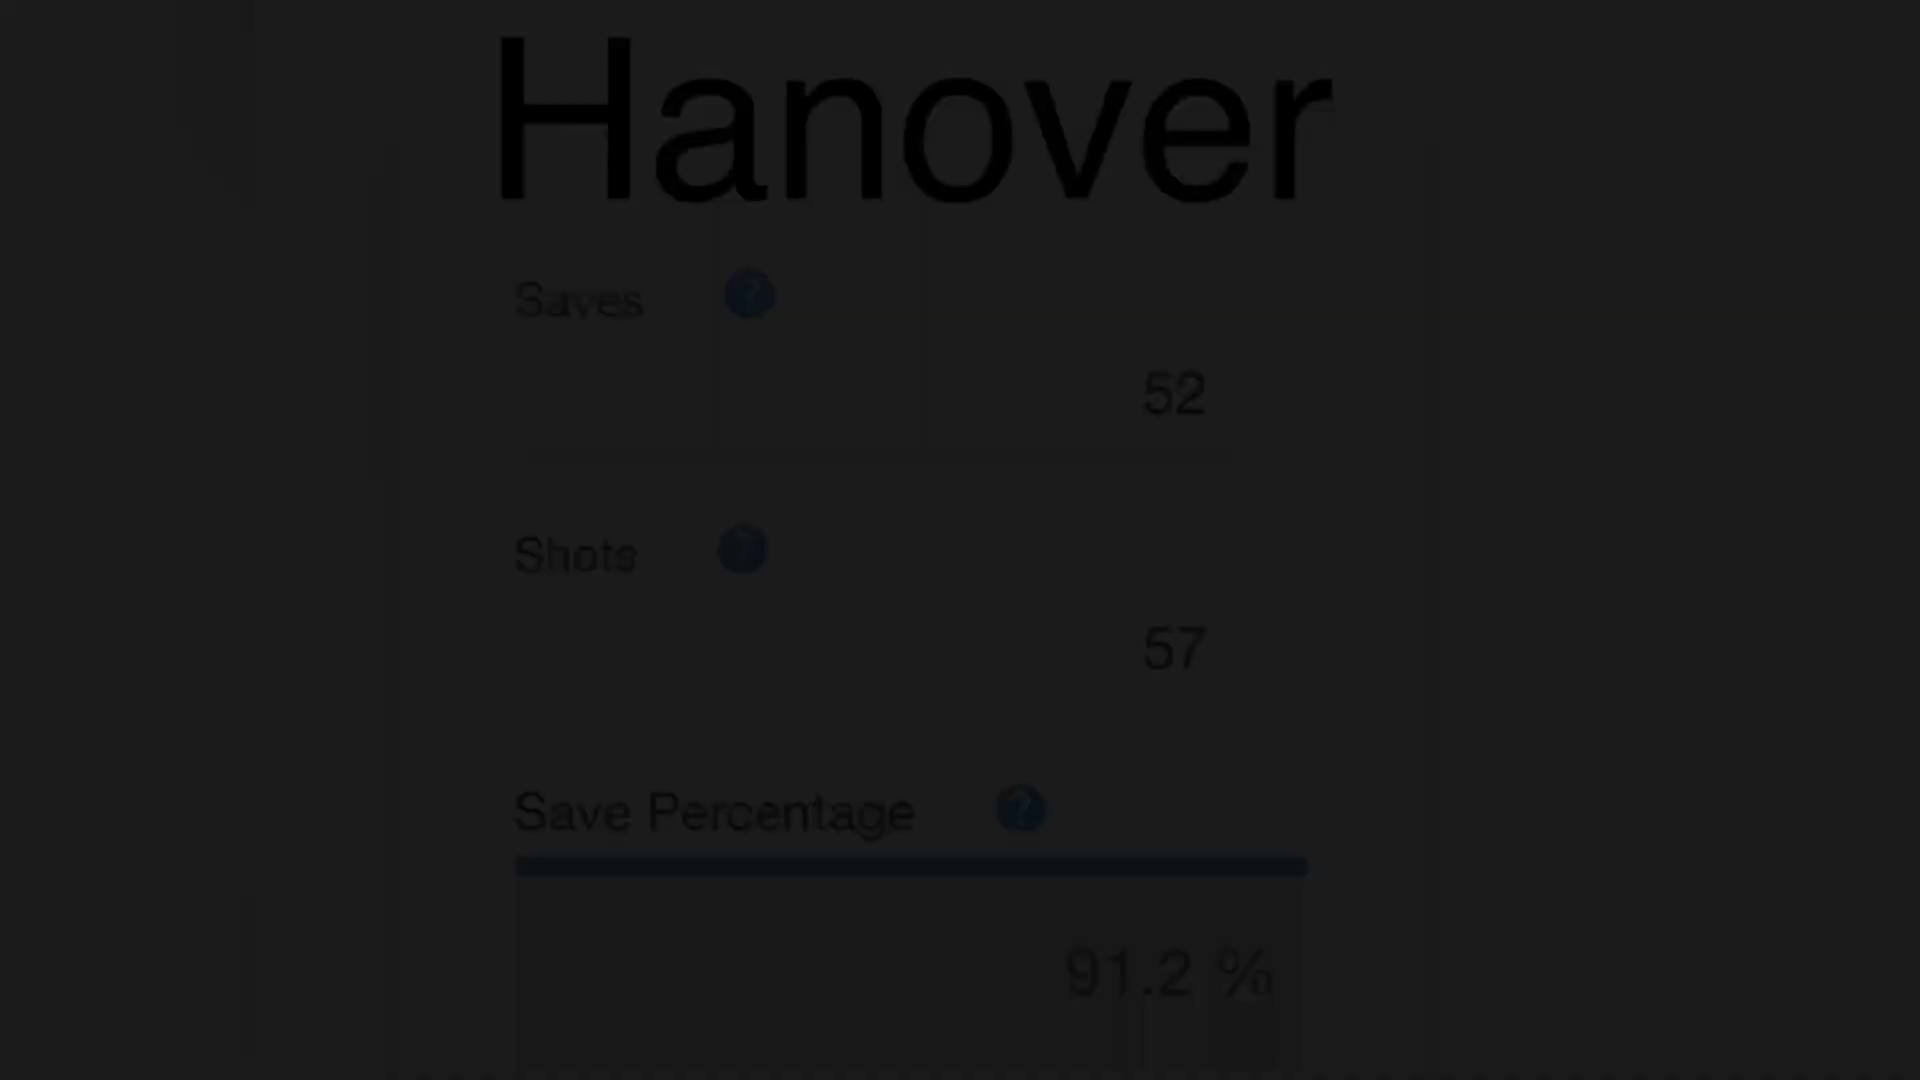 Hanover
Saves ?
52
Shots ?
57
Save Percentage ?
91.2 %